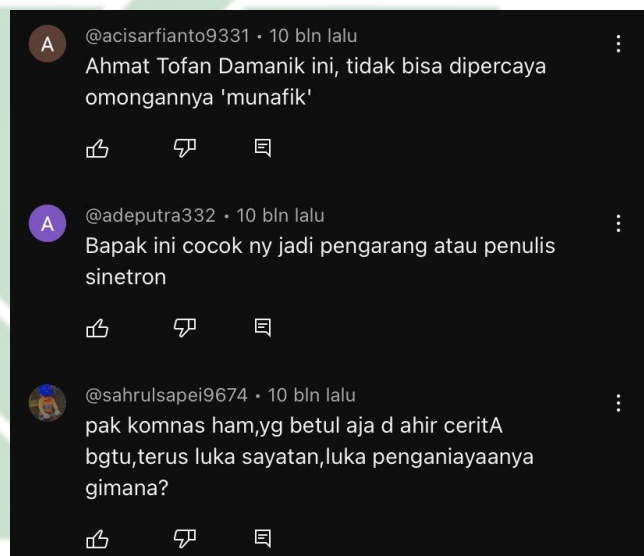 A
@acisarfianto9331 • 10 bln lalu
Ahmat Tofan Damanik ini, tidak bisa dipercaya
omongannya 'munafik'
A
@adeputra332 • 10 bln lalu
Bapak ini cocok ny jadi pengarang atau penulis
sinetron
@sahrulsapei9674 • 10 bln lalu
pak komnas ham,yg betul aja d ahir ceritA
bgtu,terus luka sayatan,luka penganiayaanya
gimana?